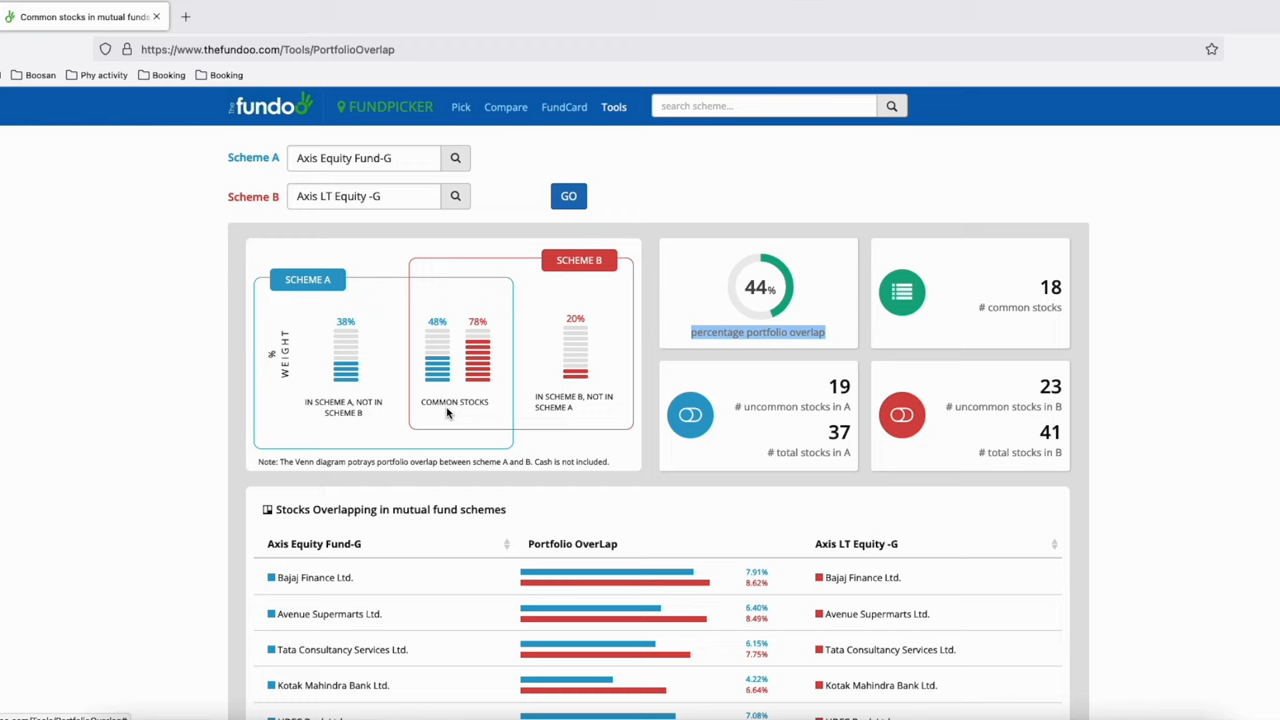 Common stocks in mutual funds
https://www.thefundoo.com/Tools/PortfolioOverlap
Boosan Phy activity Booking Booking
The fundoo FUNDPICKER Pick Compare FundCard Tools search scheme...
Scheme A Axis Equity Fund-G
Scheme B Axis LT Equity -G GO
SCHEME A
SCHEME B
% WEIGHT
38%
48% 78%
20%
IN SCHEME A, NOT IN
SCHEME B
COMMON STOCKS
IN SCHEME B, NOT IN
SCHEME A
Note: The Venn diagram potrays portfolio overlap between scheme A and B. Cash is not included.
44%
percentage portfolio overlap
18
# common stocks
19
# uncommon stocks in A
37
# total stocks in A
23
# uncommon stocks in B
41
# total stocks in B
Stocks Overlapping in mutual fund schemes
Axis Equity Fund-G Portfolio OverLap Axis LT Equity -G
Bajaj Finance Ltd. 7.91% 8.62% Bajaj Finance Ltd.
Avenue Supermarts Ltd. 6.40% 8.49% Avenue Supermarts Ltd.
Tata Consultancy Services Ltd. 6.15% 7.75% Tata Consultancy Services Ltd.
Kotak Mahindra Bank Ltd. 4.22% 6.64% Kotak Mahindra Bank Ltd.
7.08%